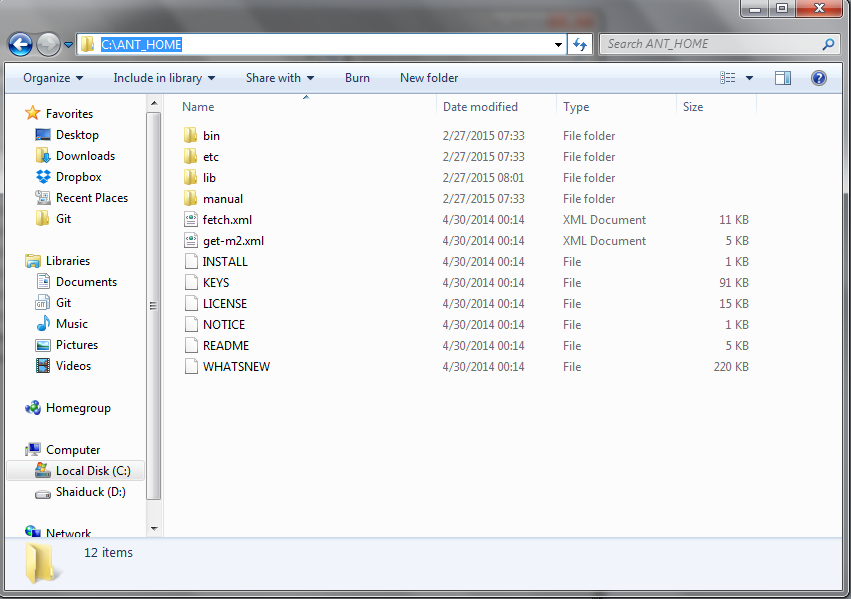 C:\ANT_HOME
Search ANT_HOME
Organize Include in library Share with Burn New folder
Name Date modified Type Size
Favorites
Desktop
Downloads
Dropbox
Recent Places
Git
Libraries
Documents
Git
Music
Pictures
Videos
Homegroup
Computer
Local Disk (C:)
Shaiduck (D:)
Network
bin 2/27/2015 07:33 File folder
etc 2/27/2015 07:33 File folder
lib 2/27/2015 08:01 File folder
manual 2/27/2015 07:33 File folder
fetch.xml 4/30/2014 00:14 XML Document 11 KB
get-m2.xml 4/30/2014 00:14 XML Document 5 KB
INSTALL 4/30/2014 00:14 File 1 KB
KEYS 4/30/2014 00:14 File 91 KB
LICENSE 4/30/2014 00:14 File 15 KB
NOTICE 4/30/2014 00:14 File 1 KB
README 4/30/2014 00:14 File 5 KB
WHATSNEW 4/30/2014 00:14 File 220 KB
12 items